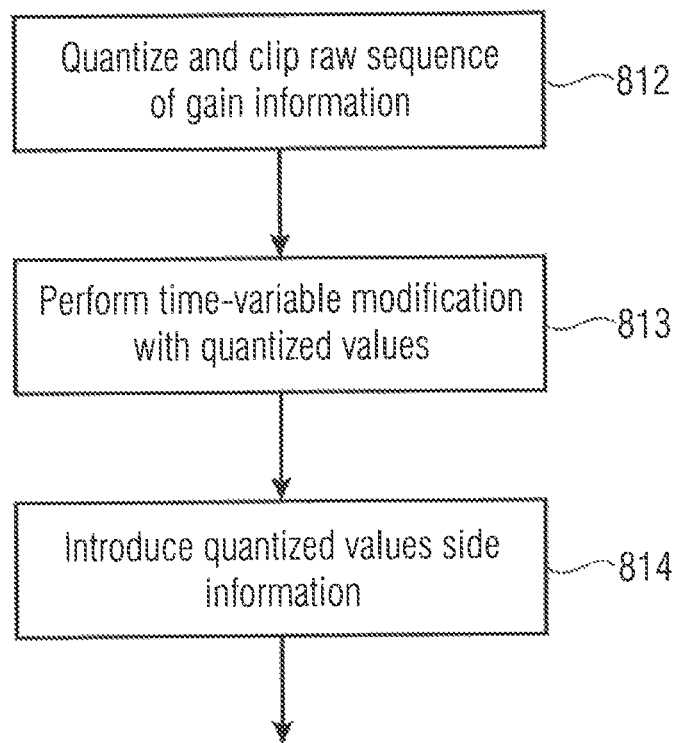 Quantize and clip raw sequence
of gain information
812
Perform time-variable modification
with quantized values
813
Introduce quantized values side
information
814